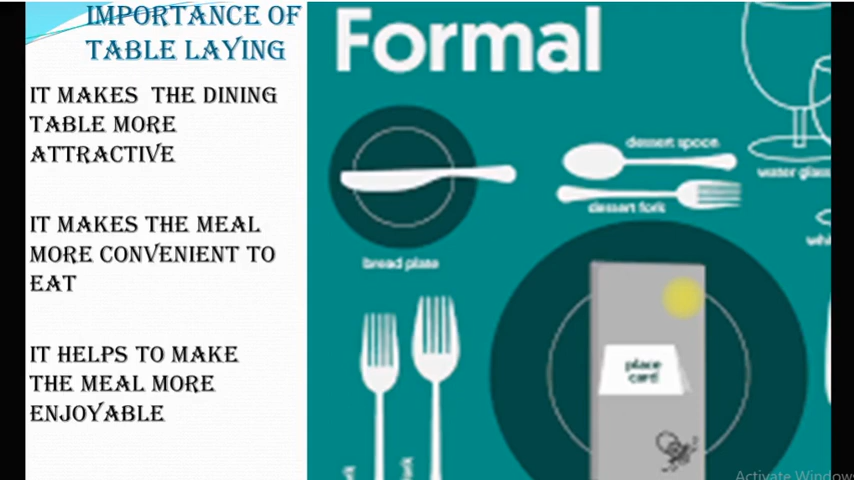 IMPORTANCE OF
TABLE LAYING
IT MAKES THE DINING
TABLE MORE
ATTRACTIVE
IT MAKES THE MEAL
MORE CONVENIENT TO
EAT
IT HELPS TO MAKE
THE MEAL MORE
ENJOYABLE
Formal
dessert spoon
water glass
dessert fork
bread plate
place
card